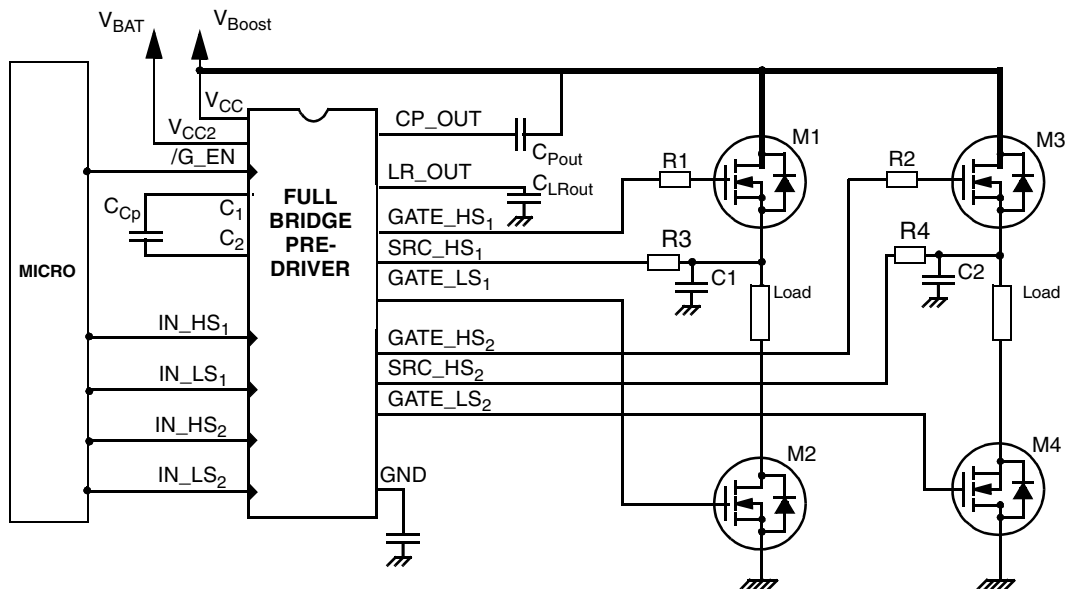 V_BAT
V_Boost
V_CC
V_CC2
/G_EN
CP_OUT
C_Pout
M1
M3
LR_OUT
C_LRout
R1
R2
FULL
BRIDGE
PRE-
DRIVER
C_Cp
C_1
C_2
GATE_HS_1
SRC_HS_1
R3
R4
MICRO
GATE_LS_1
C1
C2
Load
Load
IN_HS_1
GATE_HS_2
SRC_HS_2
IN_LS_1
GATE_LS_2
IN_HS_2
M2
M4
IN_LS_2
GND